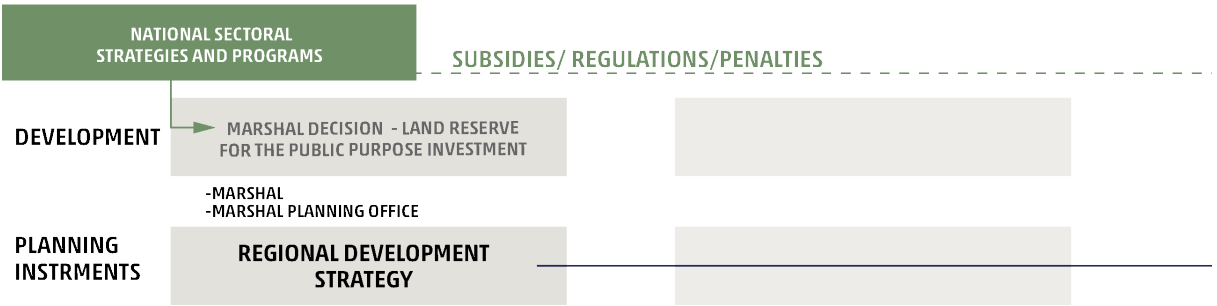 NATIONAL SECTORAL
STRATEGIES AND PROGRAMS
SUBSIDIES/ REGULATIONS/PENALTIES
DEVELOPMENT
MARSHAL DECISION - LAND RESERVE
FOR THE PUBLIC PURPOSE INVESTMENT
-MARSHAL
-MARSHAL PLANNING OFFICE
PLANNING
INSTRMENTS
REGIONAL DEVELOPMENT
STRATEGY